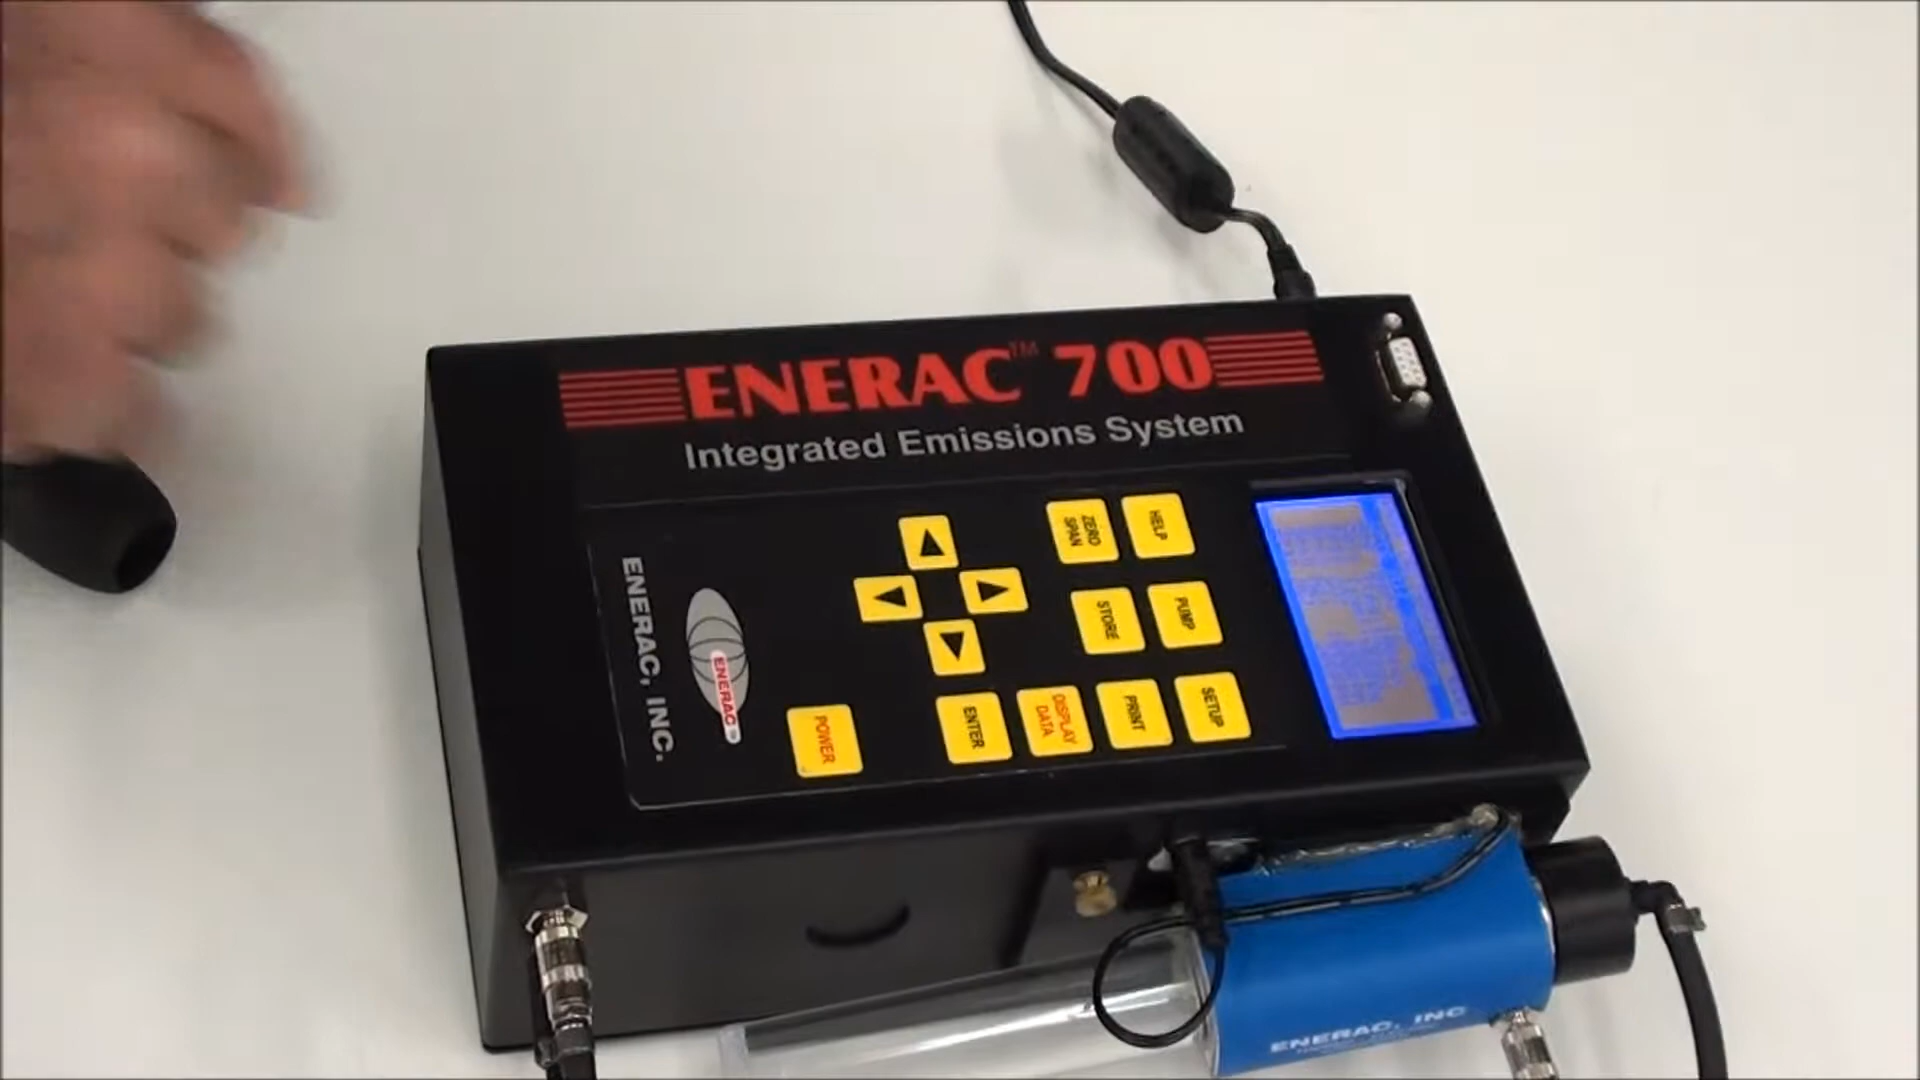 ENERAC™ 700
Integrated Emissions System
ZERO
SPAN
HELP
STORE
PUMP
ENTER
DISPLAY
DATA
PRINT
SETUP
POWER
ENERAC
ENERAC, INC.
ENERAC, INC